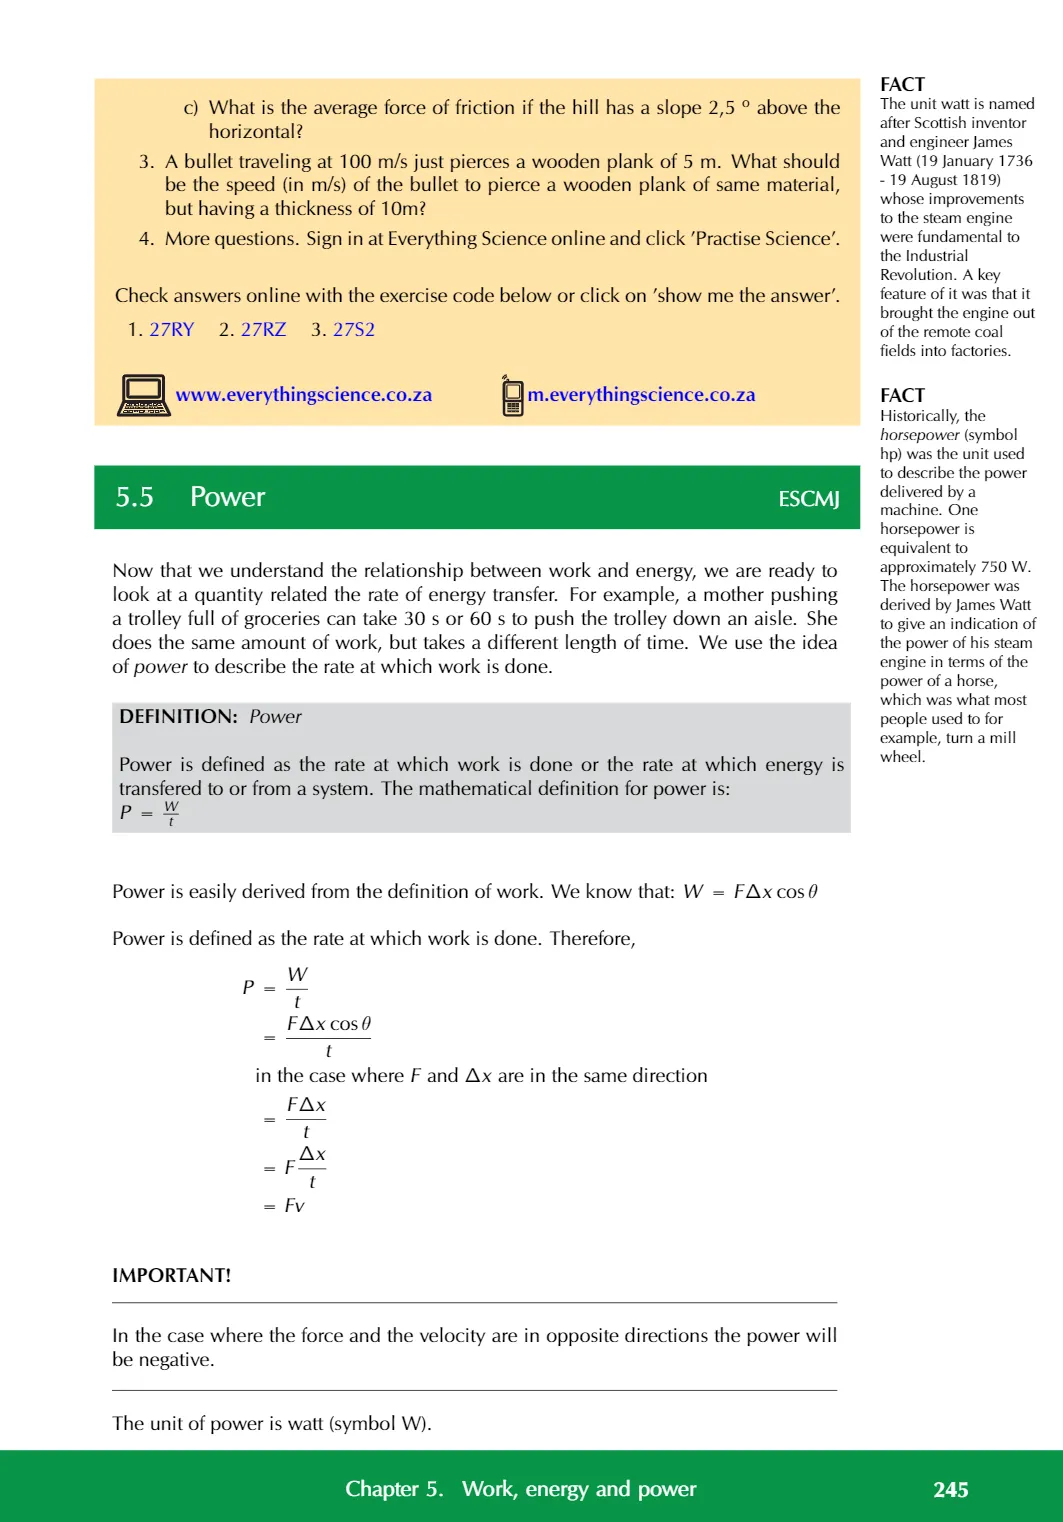 c) What is the average force of friction if the hill has a slope 2,5 º above the
horizontal?
3. A bullet traveling at 100 m/s just pierces a wooden plank of 5 m. What should
be the speed (in m/s) of the bullet to pierce a wooden plank of same material,
but having a thickness of 10m?
4. More questions. Sign in at Everything Science online and click ’Practise Science’.
Check answers online with the exercise code below or click on ’show me the answer’.
1. 27RY 2. 27RZ 3. 27S2
www.everythingscience.co.za m.everythingscience.co.za
5.5 Power ESCMJ
Now that we understand the relationship between work and energy, we are ready to
look at a quantity related the rate of energy transfer. For example, a mother pushing
a trolley full of groceries can take 30 s or 60 s to push the trolley down an aisle. She
does the same amount of work, but takes a different length of time. We use the idea
of power to describe the rate at which work is done.
DEFINITION: Power
Power is defined as the rate at which work is done or the rate at which energy is
transfered to or from a system. The mathematical definition for power is:
P = W/t
Power is easily derived from the definition of work. We know that: W = FΔx cos θ
Power is defined as the rate at which work is done. Therefore,
P = W/t
= FΔx cos θ/t
in the case where F and Δx are in the same direction
= FΔx/t
= F Δx/t
= Fv
IMPORTANT!
In the case where the force and the velocity are in opposite directions the power will
be negative.
The unit of power is watt (symbol W).
FACT
The unit watt is named
after Scottish inventor
and engineer James
Watt (19 January 1736
- 19 August 1819)
whose improvements
to the steam engine
were fundamental to
the Industrial
Revolution. A key
feature of it was that it
brought the engine out
of the remote coal
fields into factories.
FACT
Historically, the
horsepower (symbol
hp) was the unit used
to describe the power
delivered by a
machine. One
horsepower is
equivalent to
approximately 750 W.
The horsepower was
derived by James Watt
to give an indication of
the power of his steam
engine in terms of the
power of a horse,
which was what most
people used to for
example, turn a mill
wheel.
Chapter 5. Work, energy and power 245